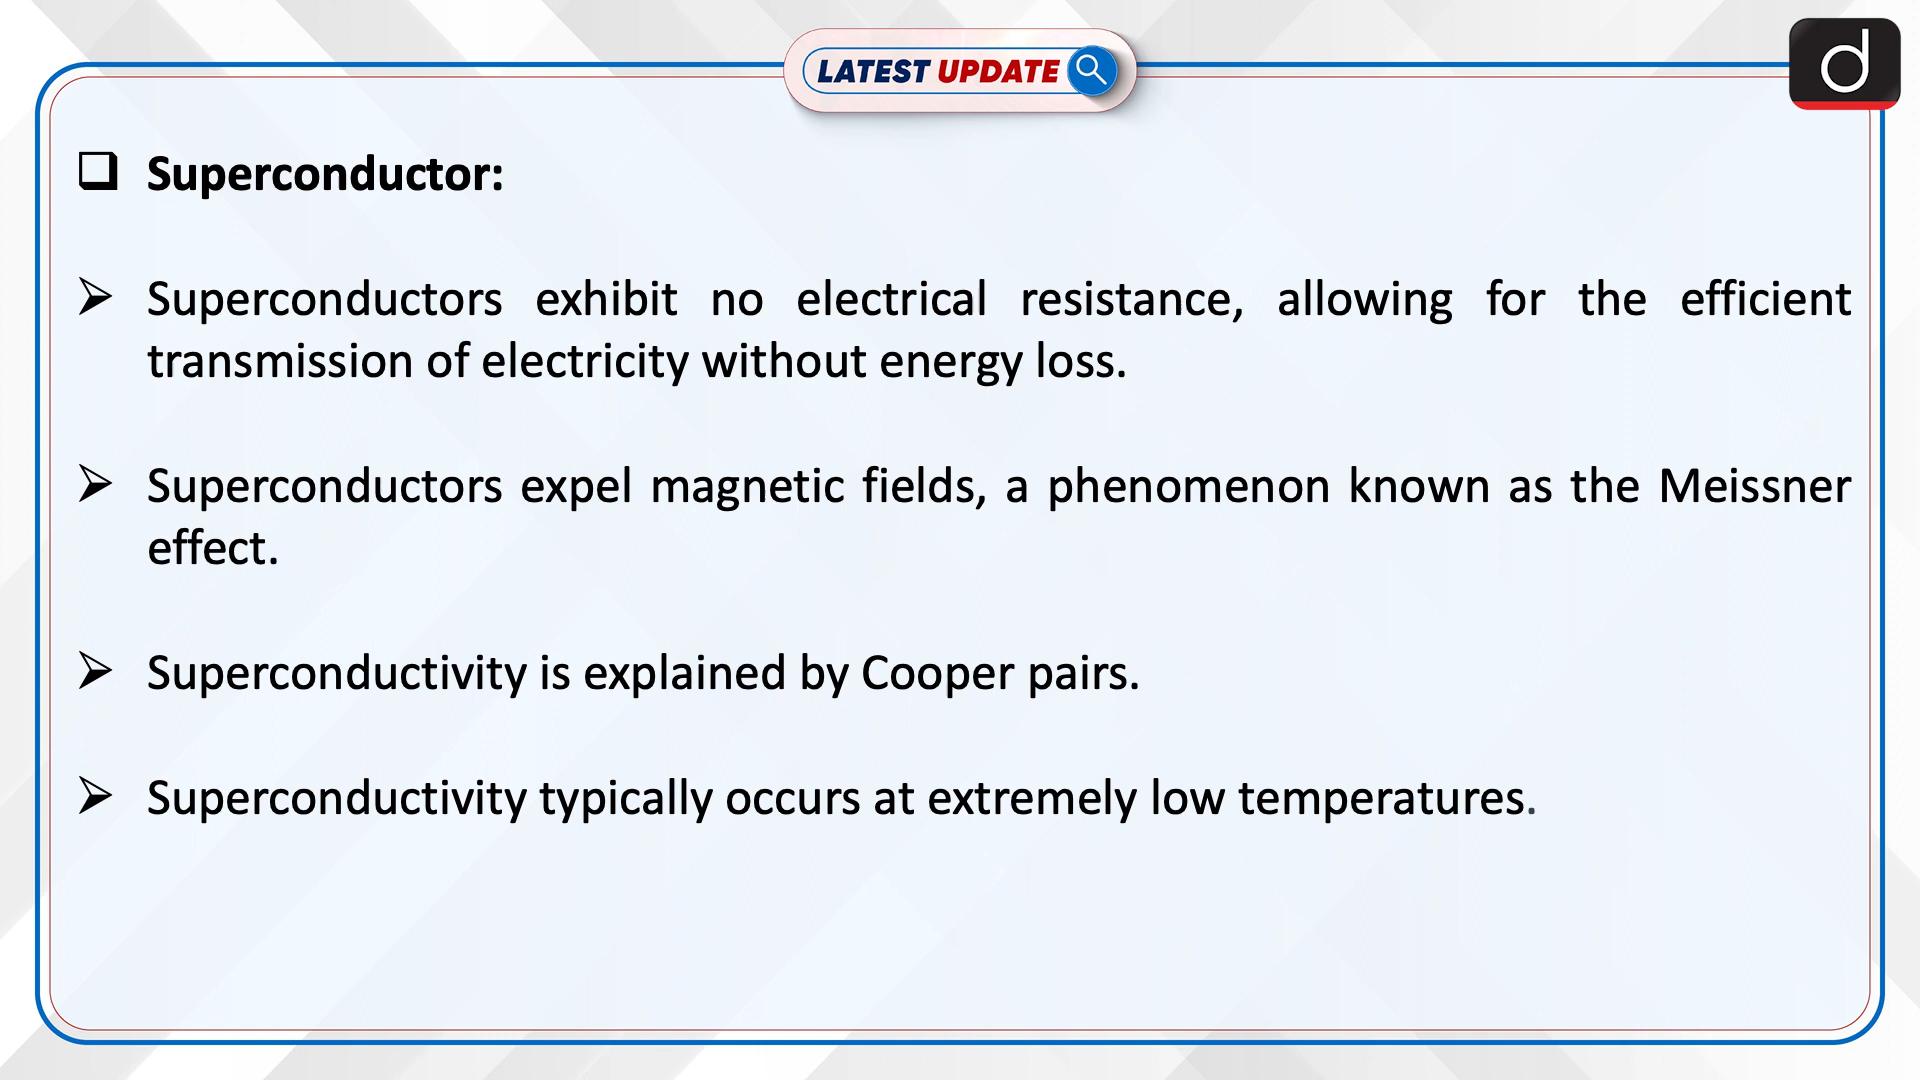 LATEST UPDATE
d
Superconductor:
Superconductors exhibit no electrical resistance, allowing for the efficient
transmission of electricity without energy loss.
Superconductors expel magnetic fields, a phenomenon known as the Meissner
effect.
Superconductivity is explained by Cooper pairs.
Superconductivity typically occurs at extremely low temperatures.